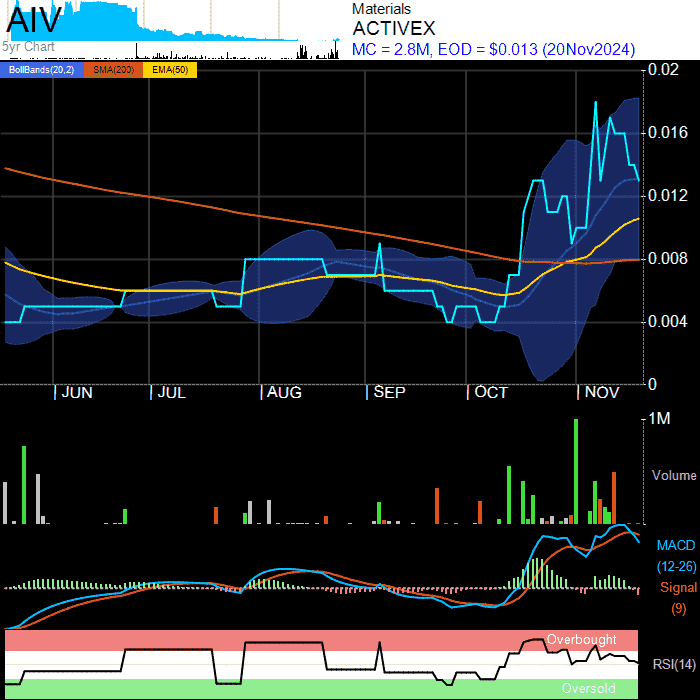 AIV
5yr Chart
Materials
ACTIVEX
MC = 2.8M, EOD = $0.013 (20Nov2024)
BollBands(20,2) SMA(200) EMA(50)
0.02
0.016
0.012
0.008
0.004
0
JUN JUL AUG SEP OCT NOV
1M
Volume
MACD
(12-26)
Signal
(9)
Overbought
RSI(14)
Oversold